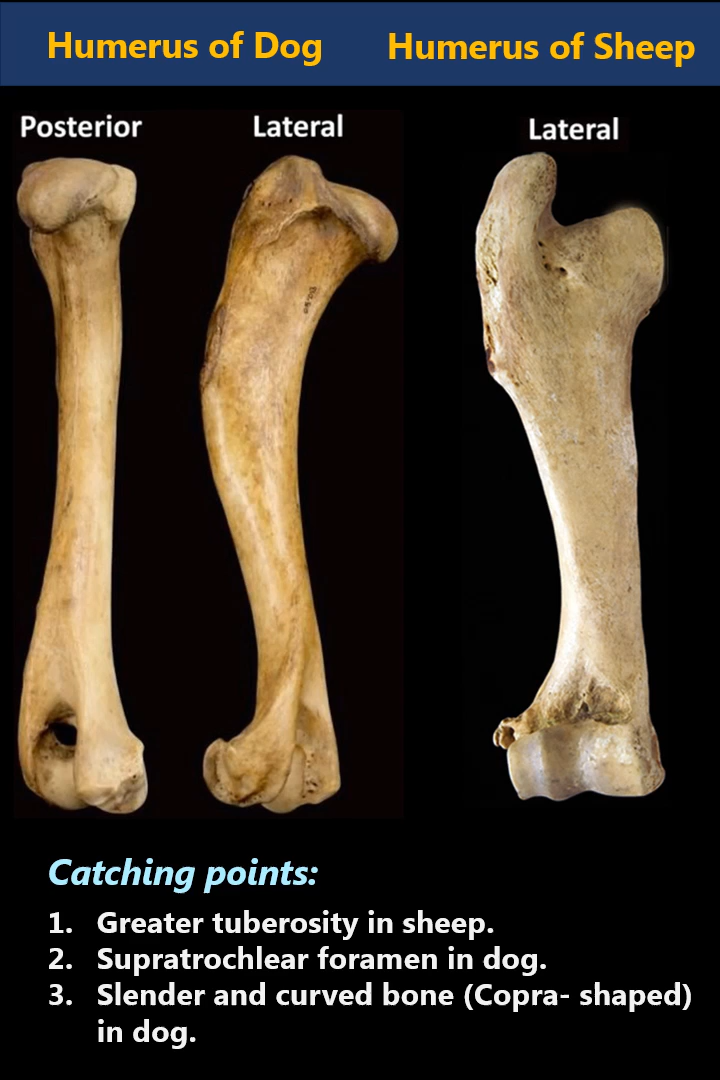 Humerus of Dog
Humerus of Sheep
Posterior
Lateral
Lateral
Catching points:
1. Greater tuberosity in sheep.
2. Supratrochlear foramen in dog.
3. Slender and curved bone (Copra- shaped)
in dog.